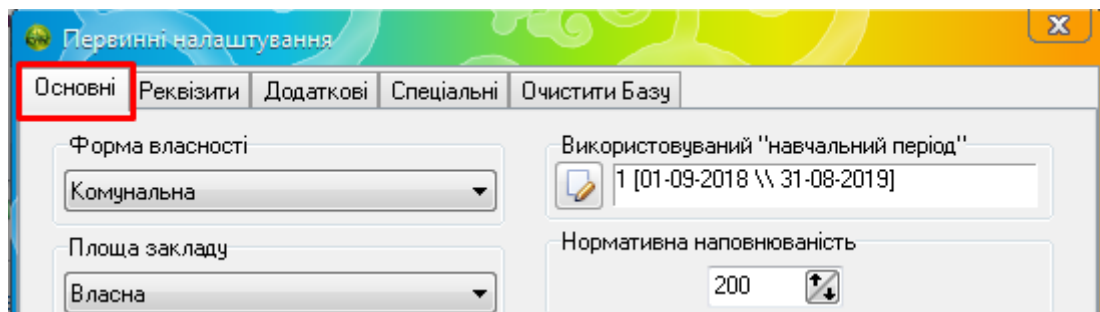 Первинні налаштування
Основні Реквізити Додаткові Спеціальні Очистити Базу
Форма власності
Комунальна
Використовуваний "навчальний період"
1 [01-09-2018 \\ 31-08-2019]
Площа закладу
Власна
Нормативна наповнюваність
200